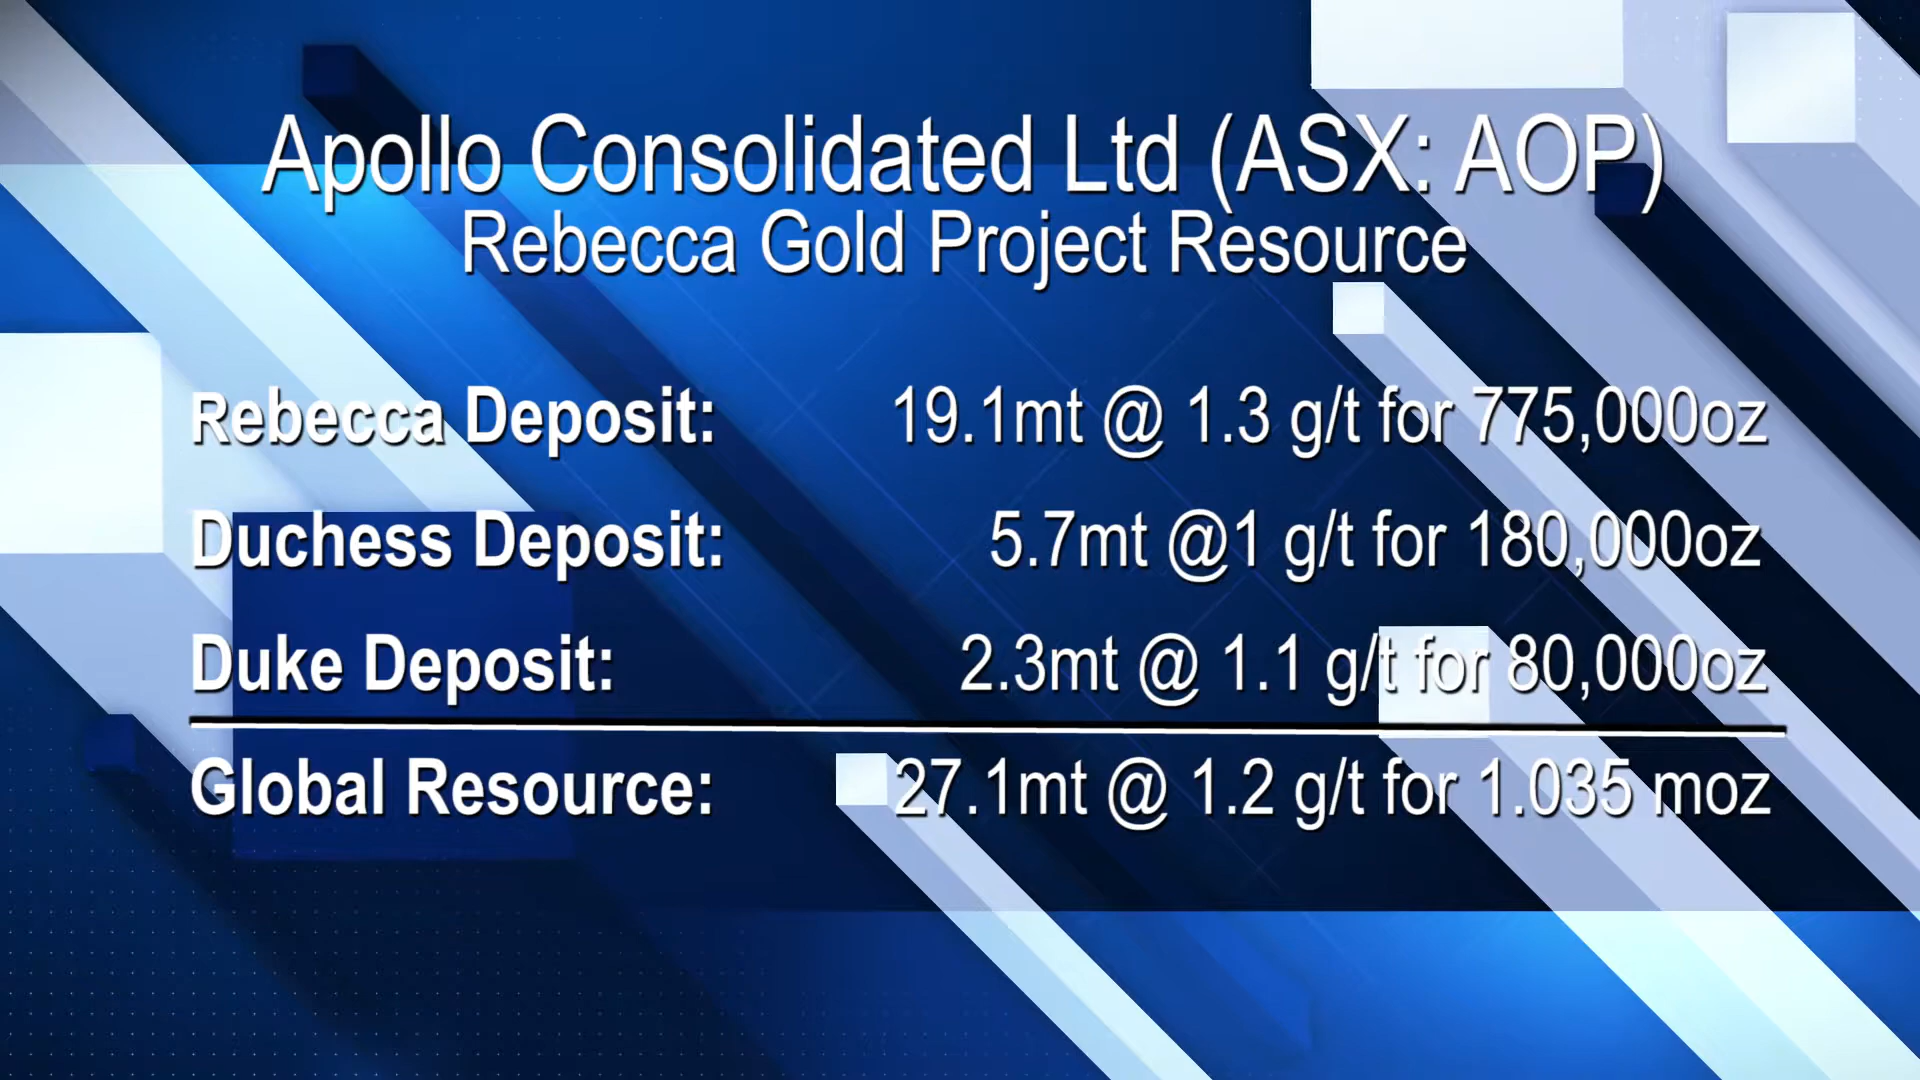 Apollo Consolidated Ltd (ASX: AOP)
Rebecca Gold Project Resource
Rebecca Deposit: 19.1mt @ 1.3 g/t for 775,000oz
Duchess Deposit: 5.7mt @1 g/t for 180,000oz
Duke Deposit: 2.3mt @ 1.1 g/t for 80,000oz
Global Resource: 27.1mt @ 1.2 g/t for 1.035 moz